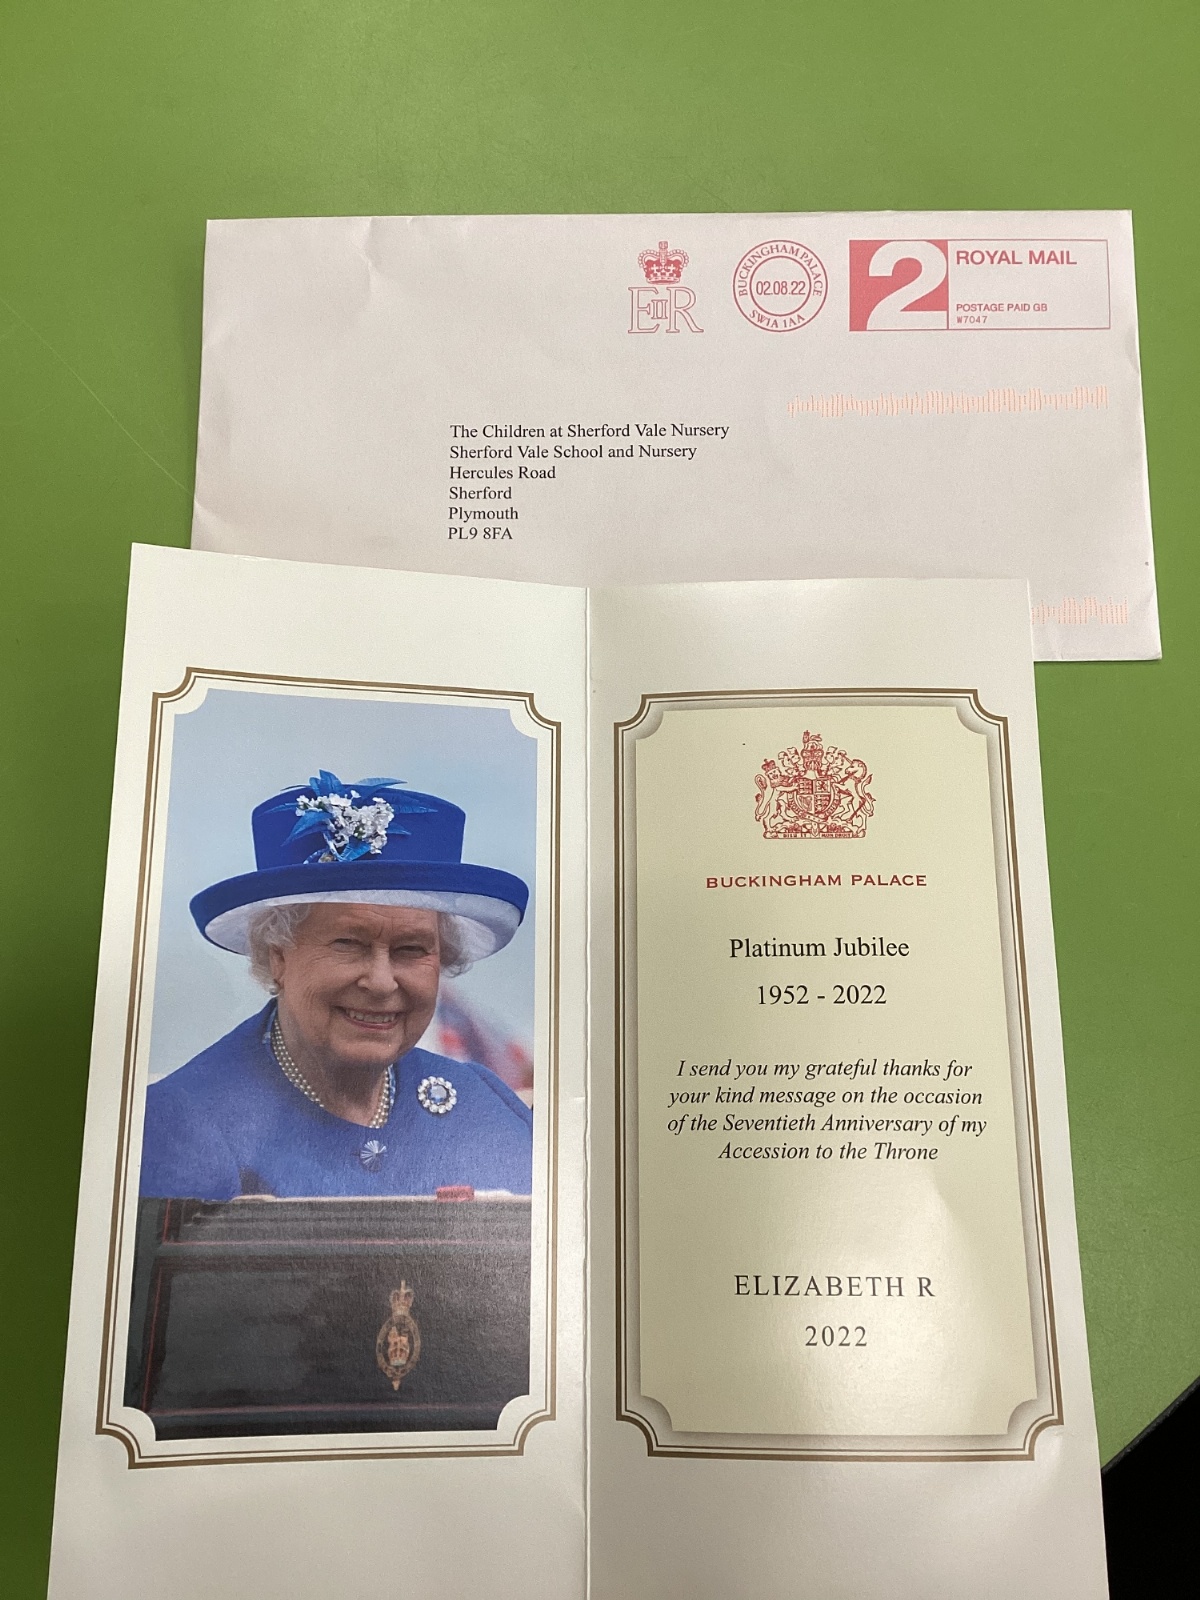 EIIR
BUCKINGHAM PALACE
02.08.22
SW1A 1AA
2
ROYAL MAIL
POSTAGE PAID GB
W7047
The Children at Sherford Vale Nursery
Sherford Vale School and Nursery
Hercules Road
Sherford
Plymouth
PL9 8FA
BUCKINGHAM PALACE
Platinum Jubilee
1952 - 2022
I send you my grateful thanks for
your kind message on the occasion
of the Seventieth Anniversary of my
Accession to the Throne
ELIZABETH R
2022